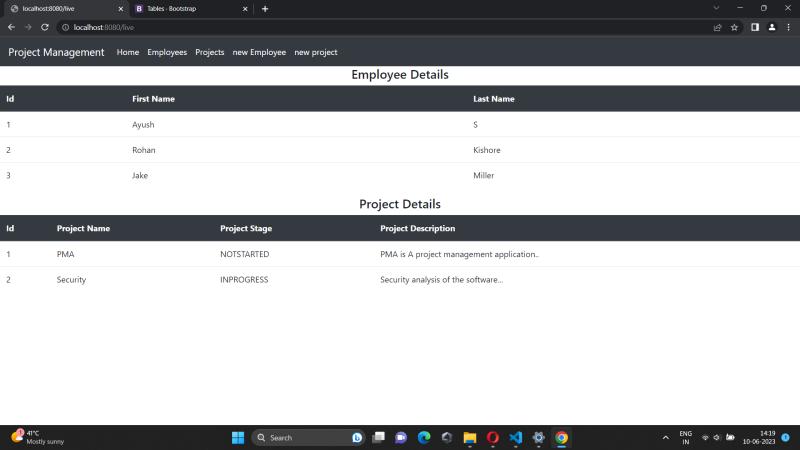 localhost:8080/live
B Tables · Bootstrap
localhost:8080/live
Project Management Home Employees Projects new Employee new project
Employee Details
Id First Name Last Name
1 Ayush S
2 Rohan Kishore
3 Jake Miller
Project Details
Id Project Name Project Stage Project Description
1 PMA NOTSTARTED PMA is A project management application..
2 Security INPROGRESS Security analysis of the software...
1 41°C
Mostly sunny
Search
ENG
IN
14:19
10-06-2023